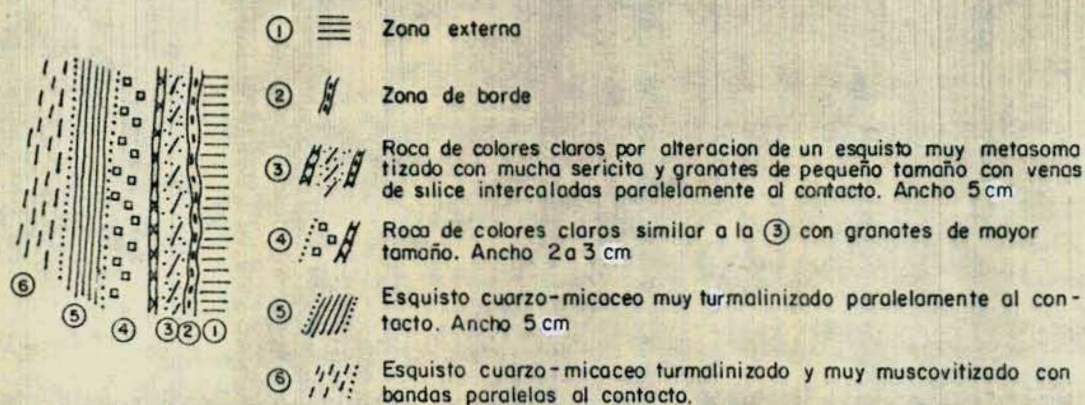 ① Zona externa
② Zona de borde
③ Roca de colores claros por alteracion de un esquisto muy metasoma
tizado con mucha sericita y granates de pequeño tamaño con venas
de silice intercaladas paralelamente al contacto. Ancho 5 cm
④ Roca de colores claros similar a la ③ con granates de mayor
tamaño. Ancho 2 a 3 cm
⑤ Esquisto cuarzo-micaceo muy turmalinizado paralelamente al con-
tacto. Ancho 5 cm
⑥ Esquisto cuarzo-micaceo turmalinizado y muy muscovitizado con
bandas paralelas al contacto.
⑥ ⑤ ④ ③ ② ①